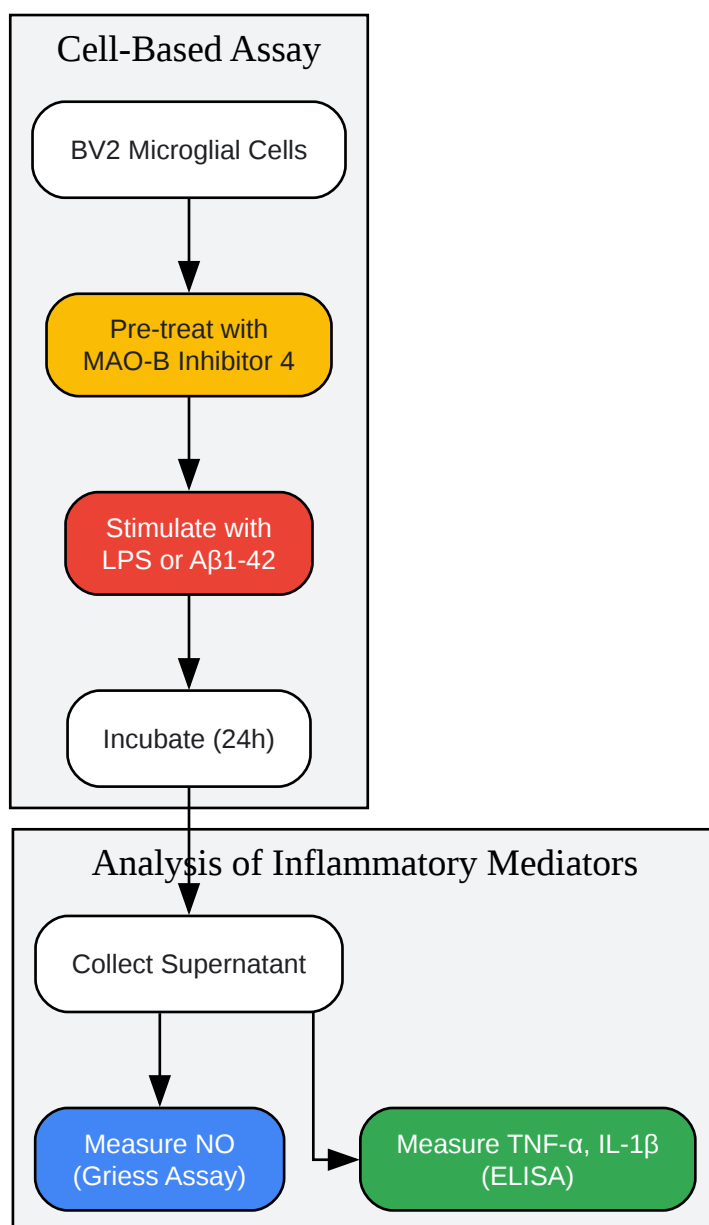 Cell-Based Assay
BV2 Microglial Cells
Pre-treat with
MAO-B Inhibitor 4
Stimulate with
LPS or Aβ1-42
Incubate (24h)
Analysis of Inflammatory Mediators
Collect Supernatant
Measure NO
(Griess Assay)
Measure TNF-α, IL-1β
(ELISA)